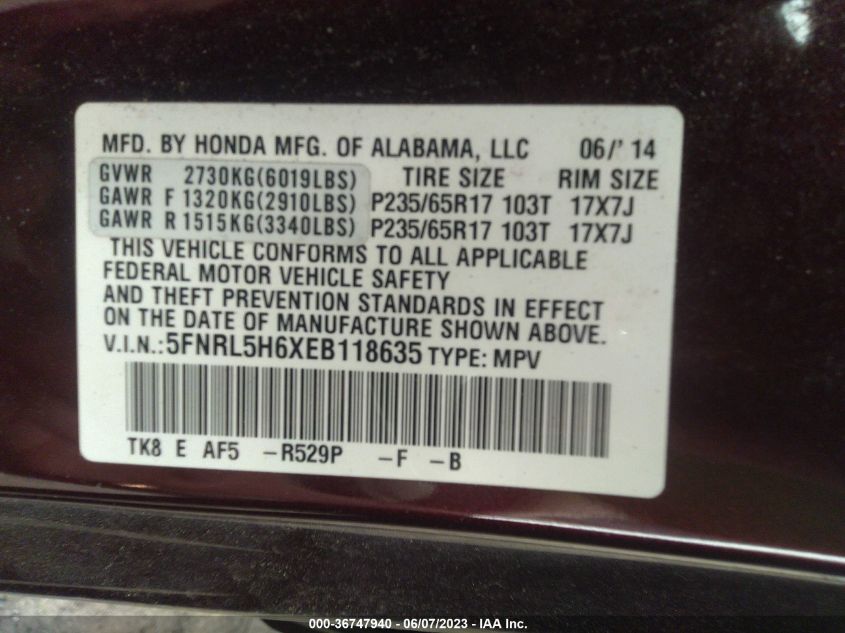 MFD. BY HONDA MFG. OF ALABAMA, LLC 06/' 14
GVWR 2730KG(6019LBS) TIRE SIZE RIM SIZE
GAWR F 1320KG(2910LBS) P235/65R17 103T 17X7J
GAWR R 1515KG(3340LBS) P235/65R17 103T 17X7J
THIS VEHICLE CONFORMS TO ALL APPLICABLE
FEDERAL MOTOR VEHICLE SAFETY
AND THEFT PREVENTION STANDARDS IN EFFECT
ON THE DATE OF MANUFACTURE SHOWN ABOVE.
V.I.N.:5FNRL5H6XEB118635 TYPE: MPV
TK8 E AF5 -R529P -F -B
000-36747940 - 06/07/2023 - IAA Inc.